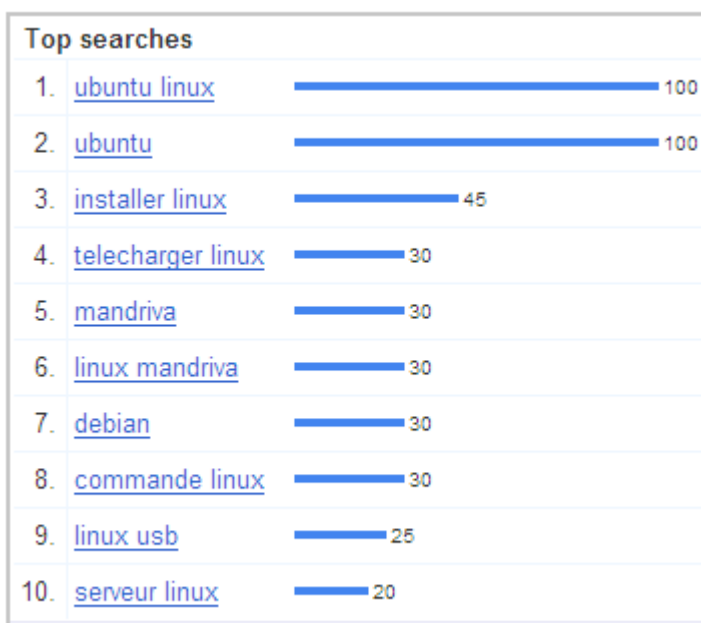 Top searches
1. ubuntu linux 100
2. ubuntu 100
3. installer linux 45
4. telecharger linux 30
5. mandriva 30
6. linux mandriva 30
7. debian 30
8. commande linux 30
9. linux usb 25
10. serveur linux 20